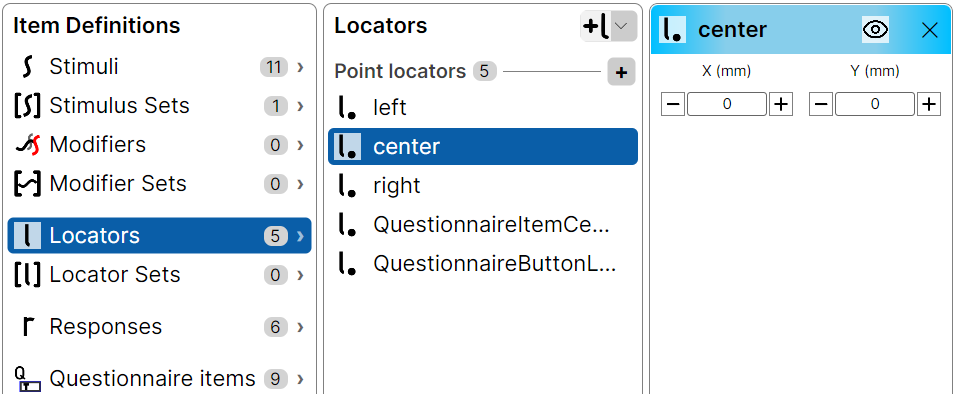 Item Definitions
Stimuli 11
Stimulus Sets 1
Modifiers 0
Modifier Sets 0
Locators 5
Locator Sets 0
Responses 6
Questionnaire items 9
Locators
Point locators 5
left
center
right
QuestionnaireItemCe...
QuestionnaireButtonL...
center
X (mm) Y (mm)
0 0